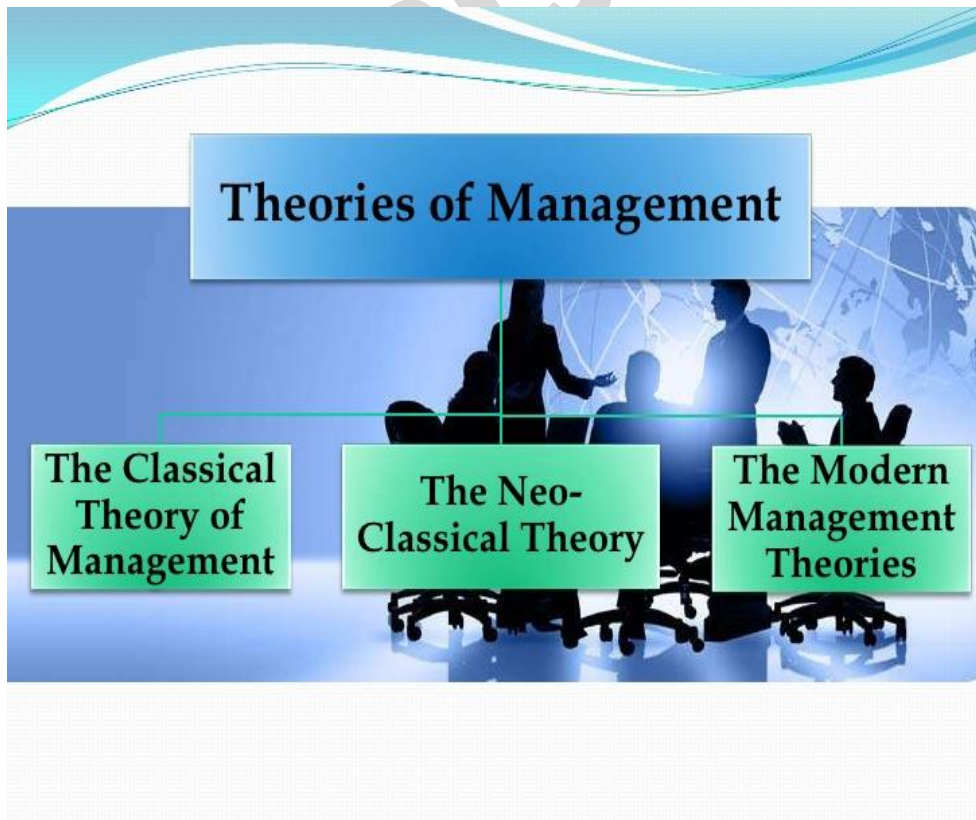 Theories of Management
The Classical
Theory of
Management
The Neo-
Classical Theory
The Modern
Management
Theories